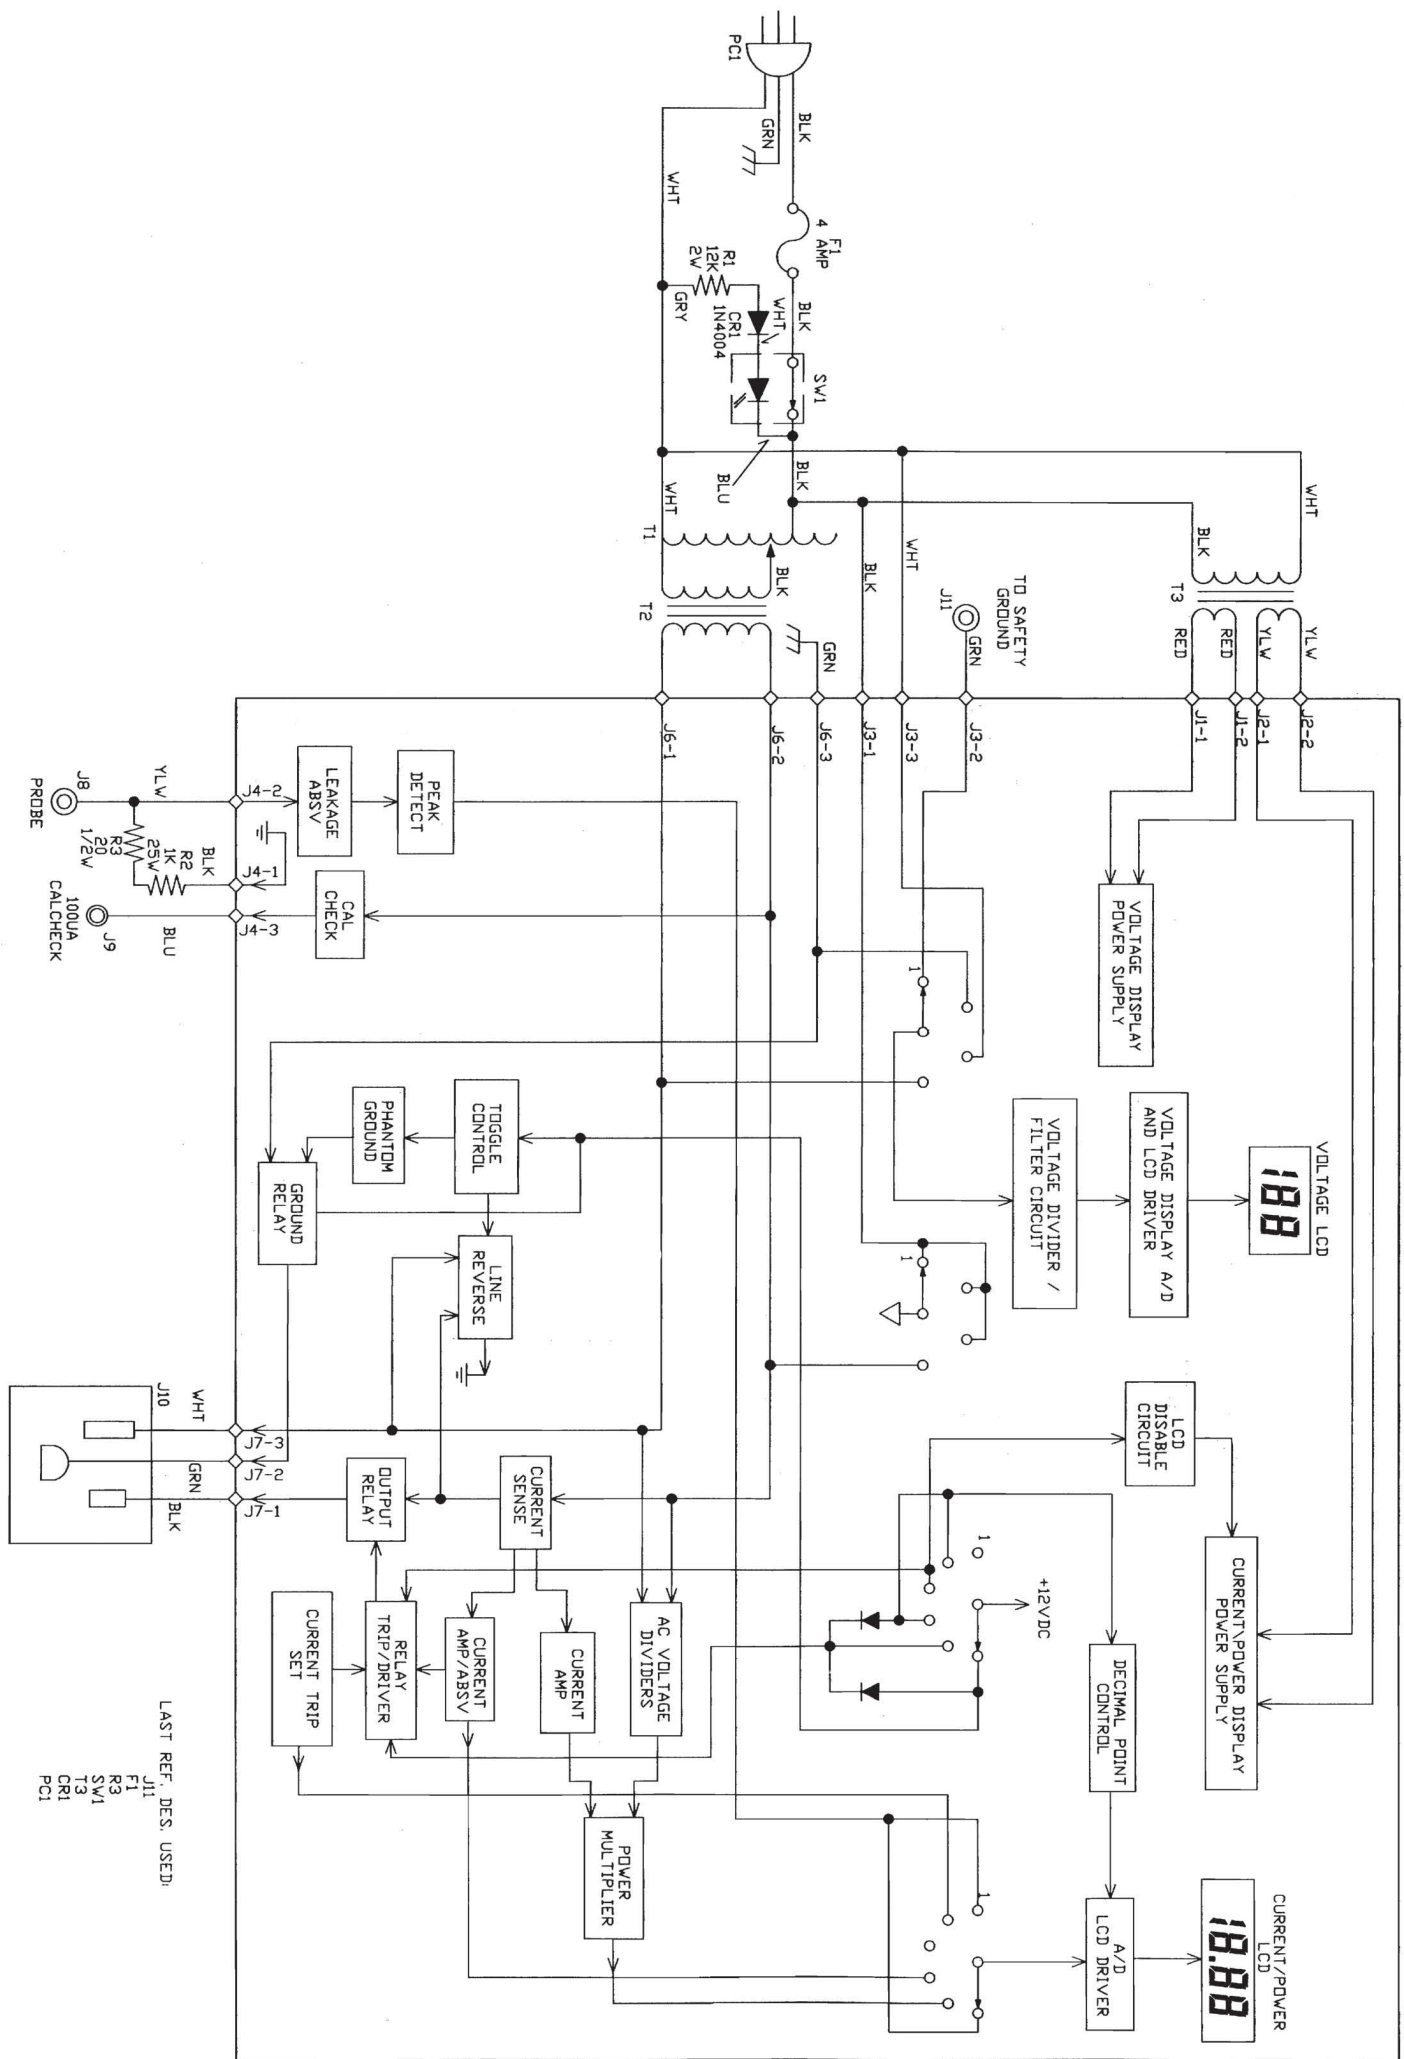 PC1
BLK
GRN
WHT
F1
4 AMP
BLK
R1
12K
2W
GRY
WHT
CR1
1N4004
SW1
BLU
BLK
WHT
T1
BLK
T2
GRN
BLK
WHT
TO SAFETY
GROUND
J11
GRN
WHT
BLK
T3
RED
RED
YLW
YLW
J6-1
J6-2
J6-3
J3-1
J3-3
J3-2
J1-1
J1-2
J2-1
J2-2
J8
PROBE
YLW
R3
20
1/2W
R2
1K
25W
BLK
J9
100UA
CALCHECK
BLU
J4-2
J4-1
J4-3
LEAKAGE
ABSV
PEAK
DETECT
CAL
CHECK
VOLTAGE DISPLAY
POWER SUPPLY
1
VOLTAGE DIVIDER /
FILTER CIRCUIT
VOLTAGE DISPLAY A/D
AND LCD DRIVER
VOLTAGE LCD
188
1
TOGGLE
CONTROL
PHANTOM
GROUND
GROUND
RELAY
LINE
REVERSE
J10
WHT
GRN
BLK
J7-3
J7-2
J7-1
OUTPUT
RELAY
CURRENT
SENSE
LCD
DISABLE
CIRCUIT
CURRENT\POWER DISPLAY
POWER SUPPLY
1
+12VDC
CURRENT TRIP
SET
RELAY
TRIP/DRIVER
CURRENT
AMP/ABSV
CURRENT
AMP
AC VOLTAGE
DIVIDERS
DECIMAL POINT
CONTROL
POWER
MULTIPLIER
1
A/D
LCD DRIVER
CURRENT/POWER
LCD
18.88
LAST REF. DES. USED:
J11
F1
R3
SW1
T3
CR1
PC1